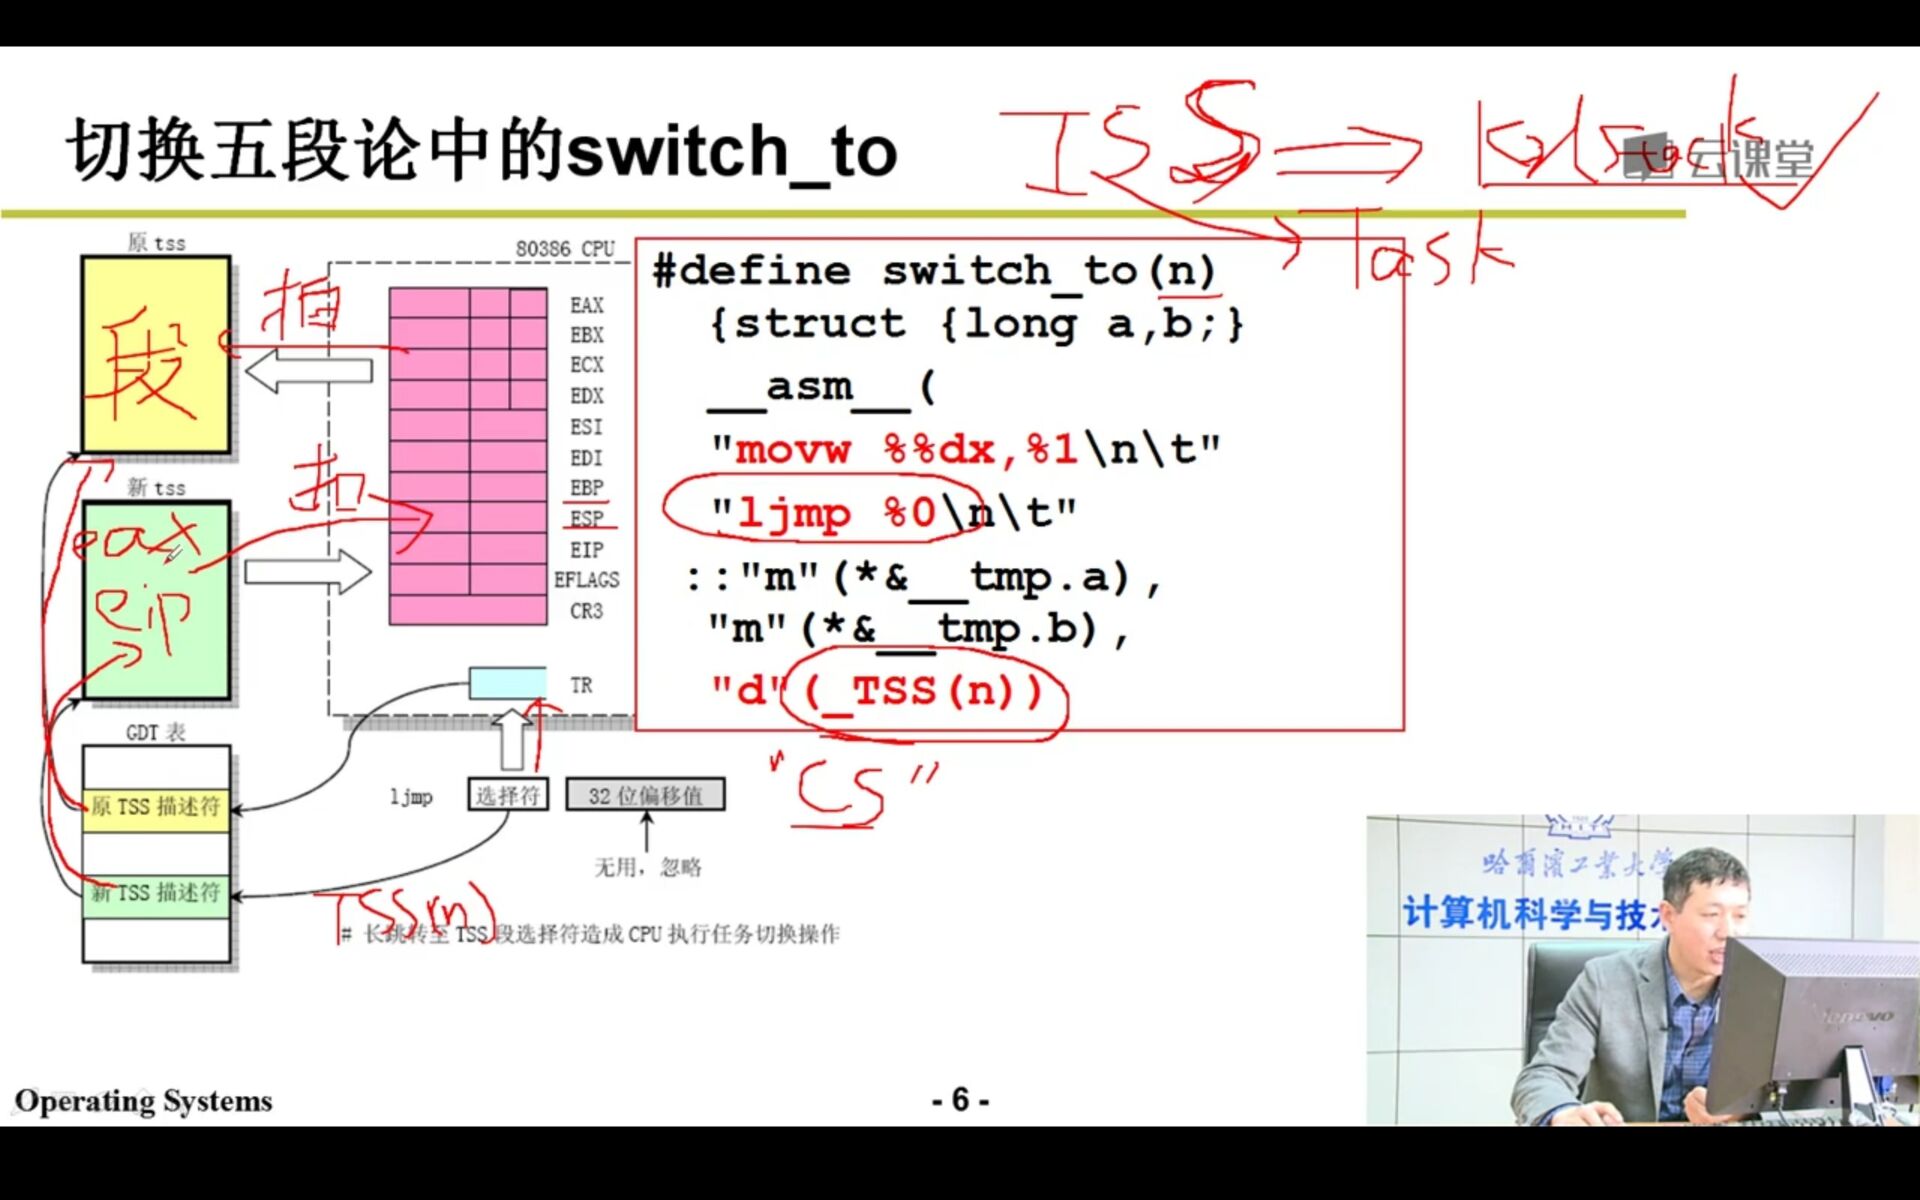 切换五段论中的switch_to
TSS ⇒ Kstack
云课堂
Task
原 tss
段
拍
80386 CPU
EAX
EBX
ECX
EDX
ESI
EDI
EBP
ESP
EIP
EFLAGS
CR3
TR
新 tss
扣
eax
eip
GDT 表
原 TSS 描述符
新 TSS 描述符
ljmp
选择符
32 位偏移值
无用，忽略
TSS(n)
# 长跳转至 TSS 段选择符造成 CPU 执行任务切换操作
#define switch_to(n)
{struct {long a,b;}
__asm__(
"movw %%dx,%1\n\t"
"ljmp %0\n\t"
::"m"(*&__tmp.a),
"m"(*&__tmp.b),
"d"(_TSS(n))
"CS"
HIT
哈尔滨工业大学
计算机科学与技
lenovo
Operating Systems
- 6 -